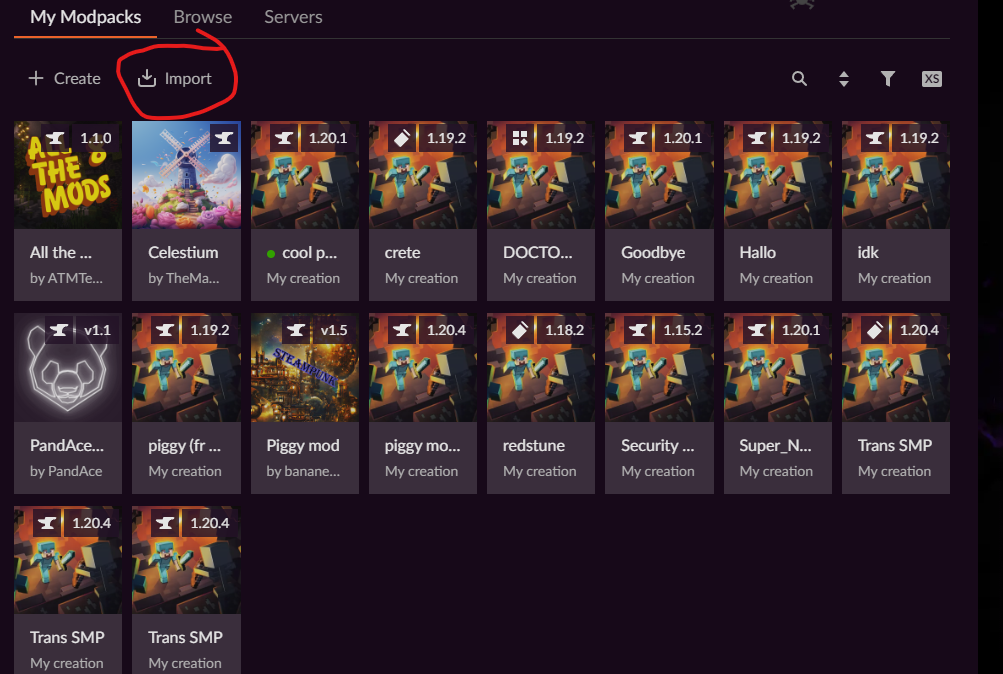 My Modpacks Browse Servers
Create Import XS
1.1.0 1.20.1 1.19.2 1.19.2 1.20.1 1.19.2 1.19.2
ALL
THE
MODS
All the ... Celestium cool p... crete DOCTO... Goodbye Hallo idk
by ATMTe... by TheMa... My creation My creation My creation My creation My creation My creation
v1.1 1.19.2 v1.5 1.20.4 1.18.2 1.15.2 1.20.1 1.20.4
STEAMPUNK
PandAce... piggy (fr ... Piggy mod piggy mo... redstune Security ... Super_N... Trans SMP
by PandAce My creation by banane... My creation My creation My creation My creation My creation
1.20.4 1.20.4
Trans SMP Trans SMP
My creation My creation